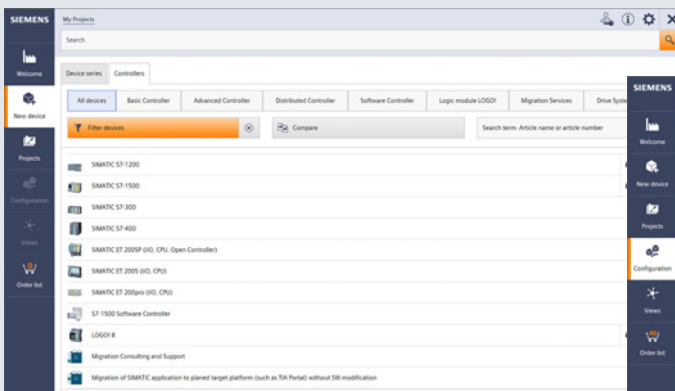 SIEMENS
My Projects
Search
Welcome
New device
Projects
Configuration
Views
Order list
Device series Controllers
All devices Basic Controller Advanced Controller Distributed Controller Software Controller Logic module LOGO! Migration Services Drive Syste
Filter devices Compare Search term. Article name or article number
SIMATIC S7-1200
SIMATIC S7-1500
SIMATIC S7-300
SIMATIC S7-400
SIMATIC ET 200SP (I/O, CPU, Open Controller)
SIMATIC ET 200S (I/O, CPU)
SIMATIC ET 200pro (I/O, CPU)
S7-1500 Software Controller
LOGO! 8
Migration Consulting and Support
Migration of SIMATIC application to planed target platform (such as TIA Portal) without SW-modification
SIEMENS
Welcome
New device
Projects
Configuration
Views
Order list